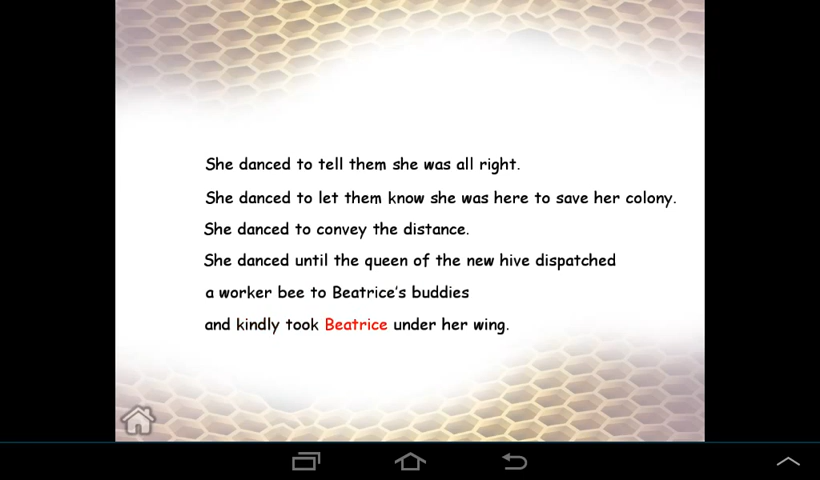 She danced to tell them she was all right.
She danced to let them know she was here to save her colony.
She danced to convey the distance.
She danced until the queen of the new hive dispatched
a worker bee to Beatrice's buddies
and kindly took Beatrice under her wing.